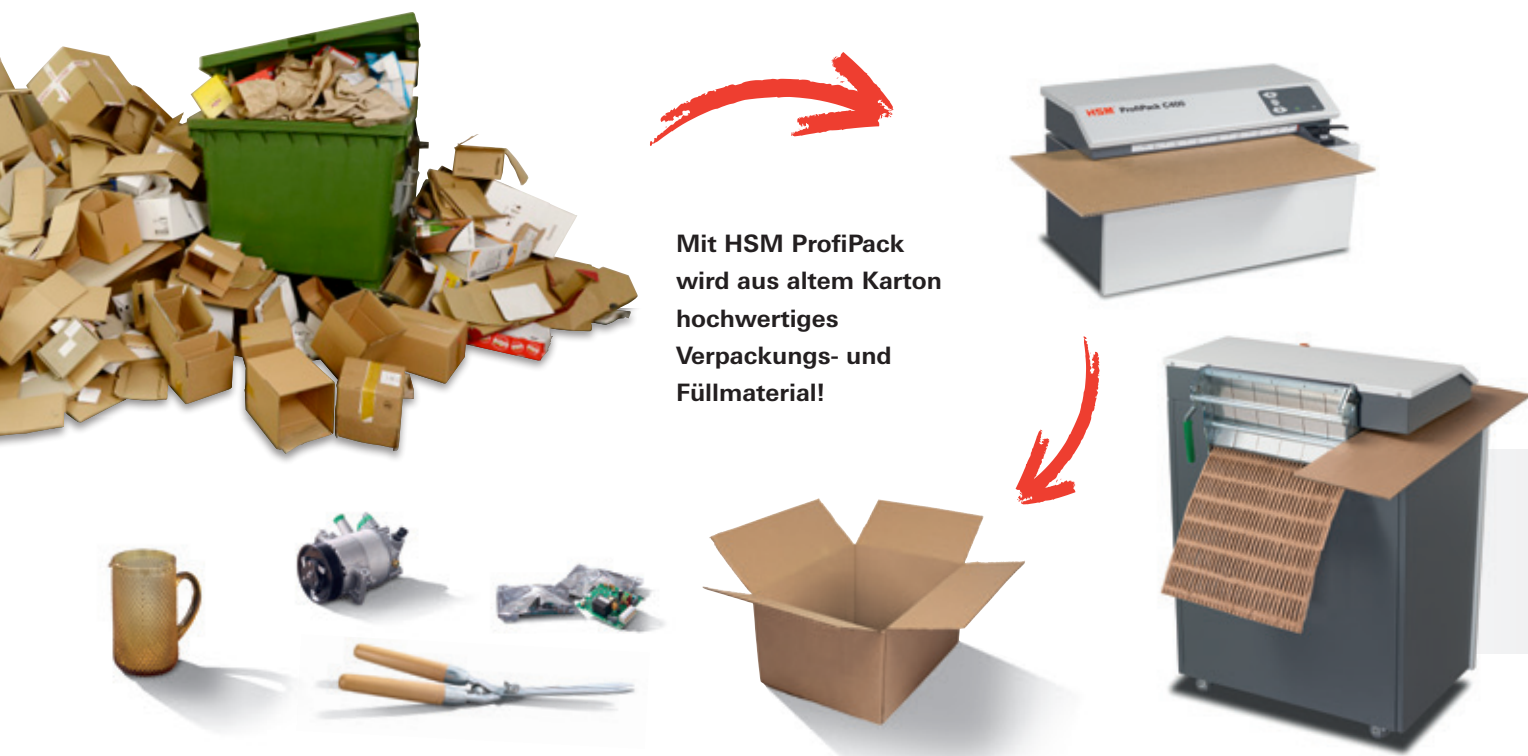 HSM ProfiPack C400
Mit HSM ProfiPack
wird aus altem Karton
hochwertiges
Verpackungs- und
Füllmaterial!